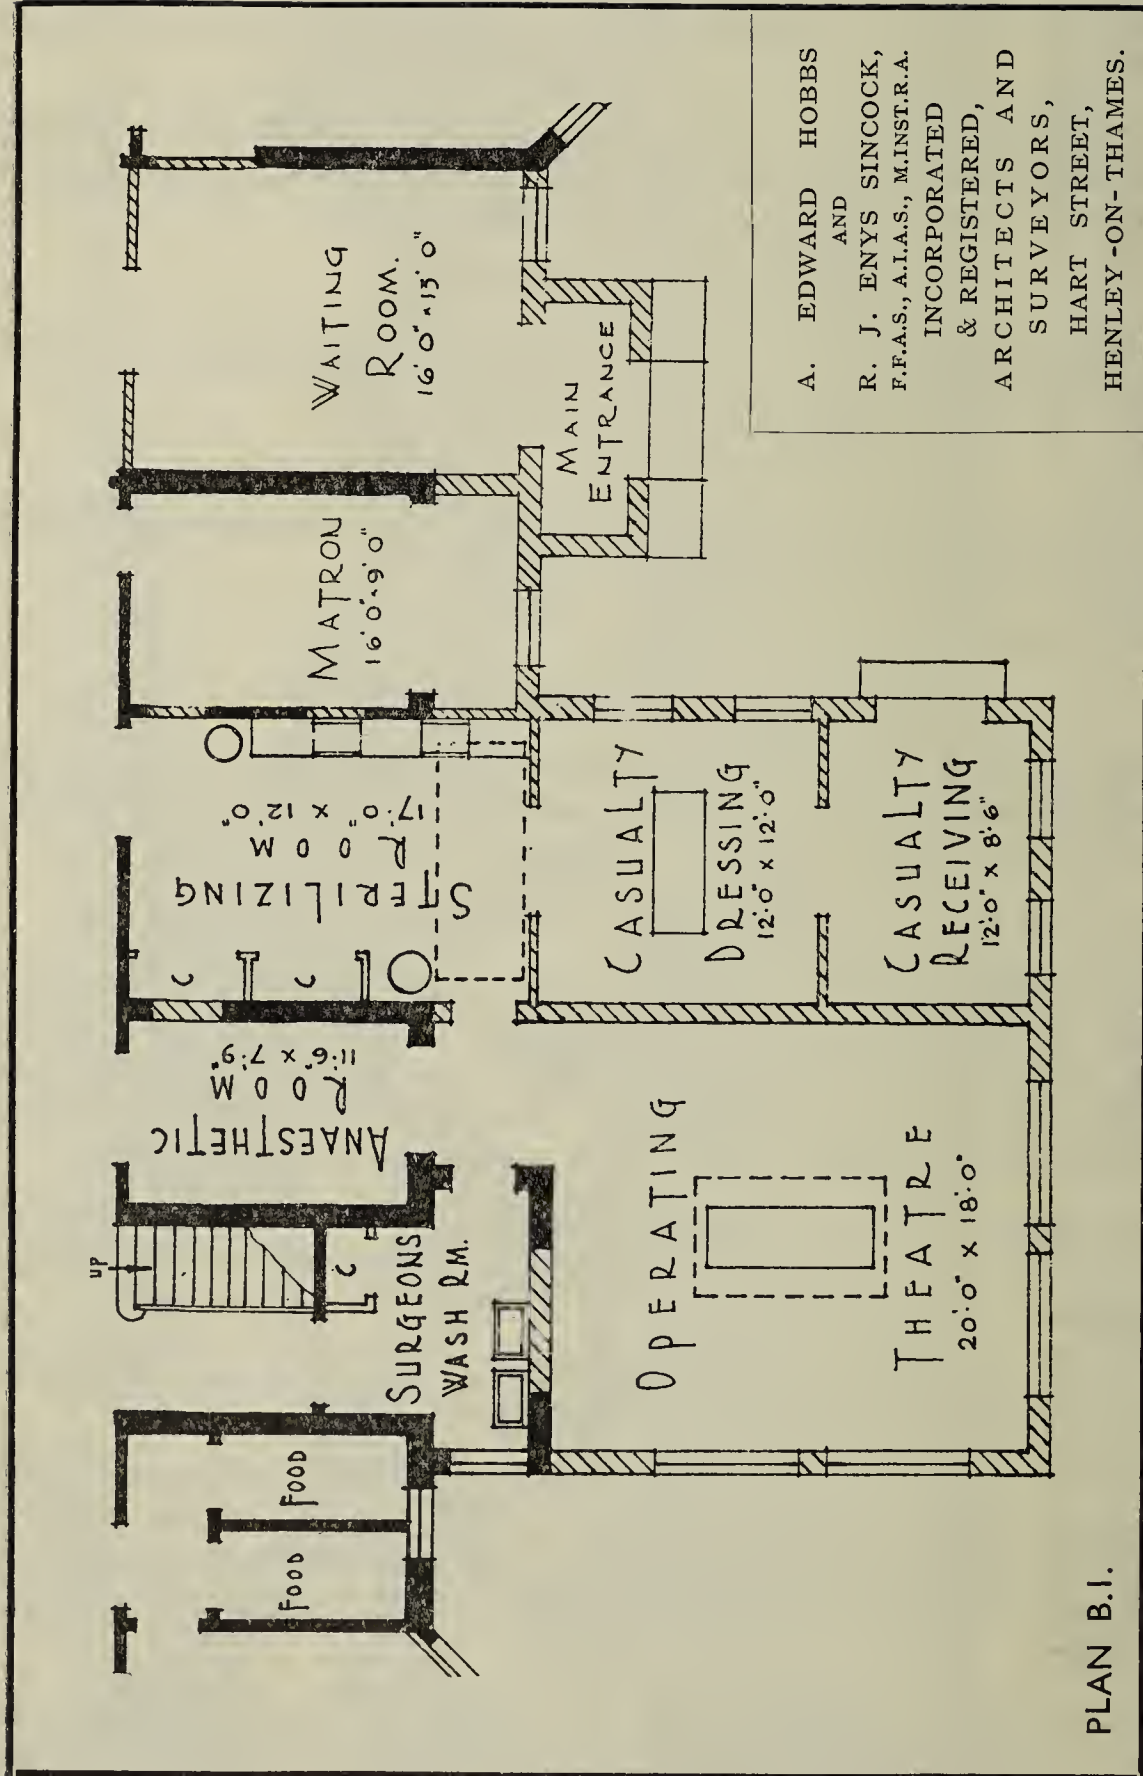 UP
FOOD
FOOD
SURGEONS
WASH RM.
C
ANAESTHETIC
ROOM
11'.6" x 7'.9"
C
C
STERILIZING
ROOM
17'.0" x 12'.0"
MATRON
16'0"×9'0"
WAITING
ROOM.
16'0"×13'0"
MAIN
ENTRANCE
OPERATING
THEATRE
20'.0" x 18'.0"
CASUALTY
DRESSING
12'.0" x 12'.0"
CASUALTY
RECEIVING
12'.0" x 8'.6"
A. EDWARD HOBBS
AND
R. J. ENYS SINCOCK,
F.F.A.S., A.I.A.S., M.INST.R.A.
INCORPORATED
& REGISTERED,
ARCHITECTS AND
SURVEYORS,
HART STREET,
HENLEY-ON-THAMES.
PLAN B.I.